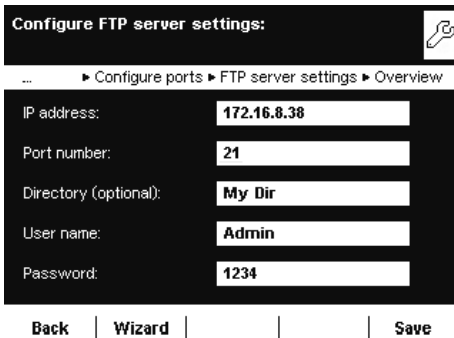 Configure FTP server settings:
... ▸ Configure ports ▸ FTP server settings ▸ Overview
IP address: 172.16.8.38
Port number: 21
Directory (optional): My Dir
User name: Admin
Password: 1234
Back Wizard Save